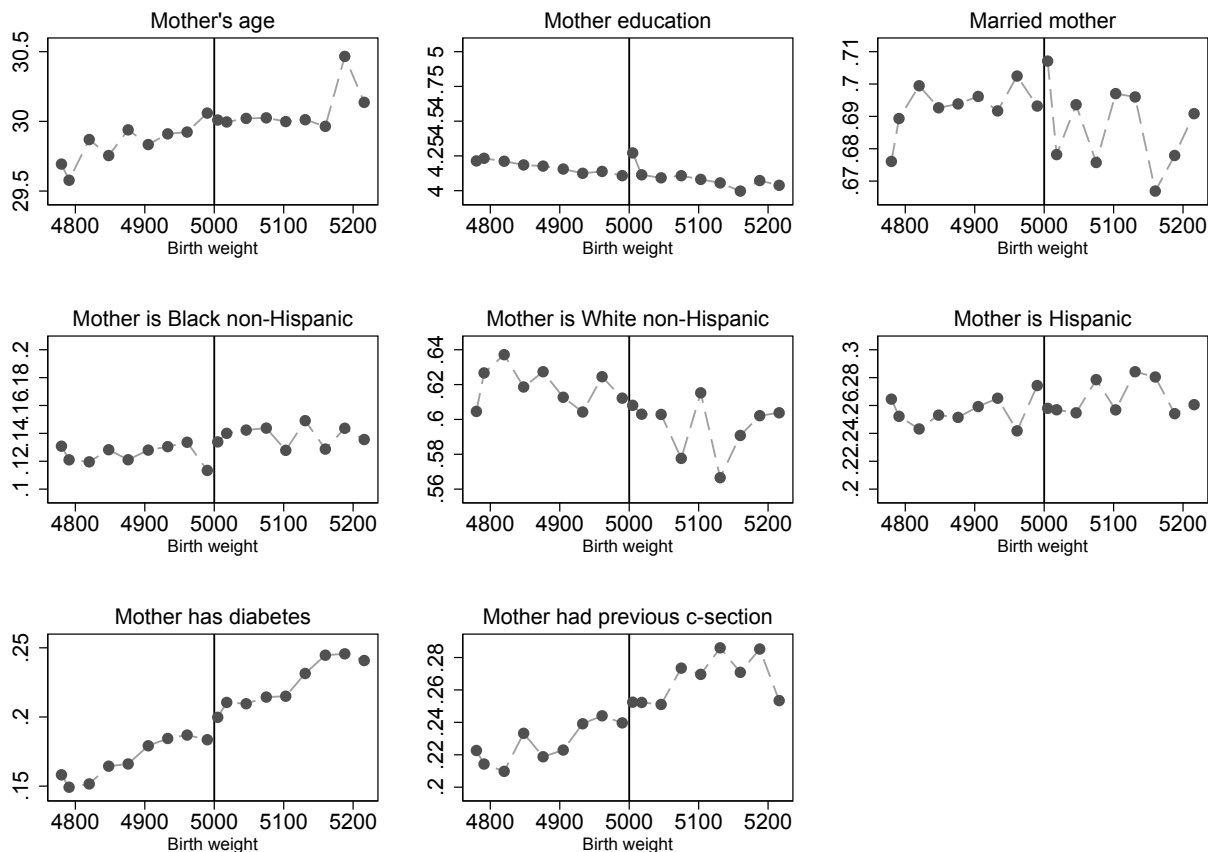 Mother's age
30.5
30
29.5
4800 4900 5000 5100 5200
Birth weight
Mother education
4 4.25 4.5 4.75 5
4800 4900 5000 5100 5200
Birth weight
Married mother
.67 .68 .69 .7 .71
4800 4900 5000 5100 5200
Birth weight
Mother is Black non-Hispanic
.1 .12 .14 .16 .18 .2
4800 4900 5000 5100 5200
Birth weight
Mother is White non-Hispanic
.56 .58 .6 .62 .64
4800 4900 5000 5100 5200
Birth weight
Mother is Hispanic
.2 .22 .24 .26 .28 .3
4800 4900 5000 5100 5200
Birth weight
Mother has diabetes
.15 .2 .25
4800 4900 5000 5100 5200
Birth weight
Mother had previous c-section
.2 .22 .24 .26 .28
4800 4900 5000 5100 5200
Birth weight